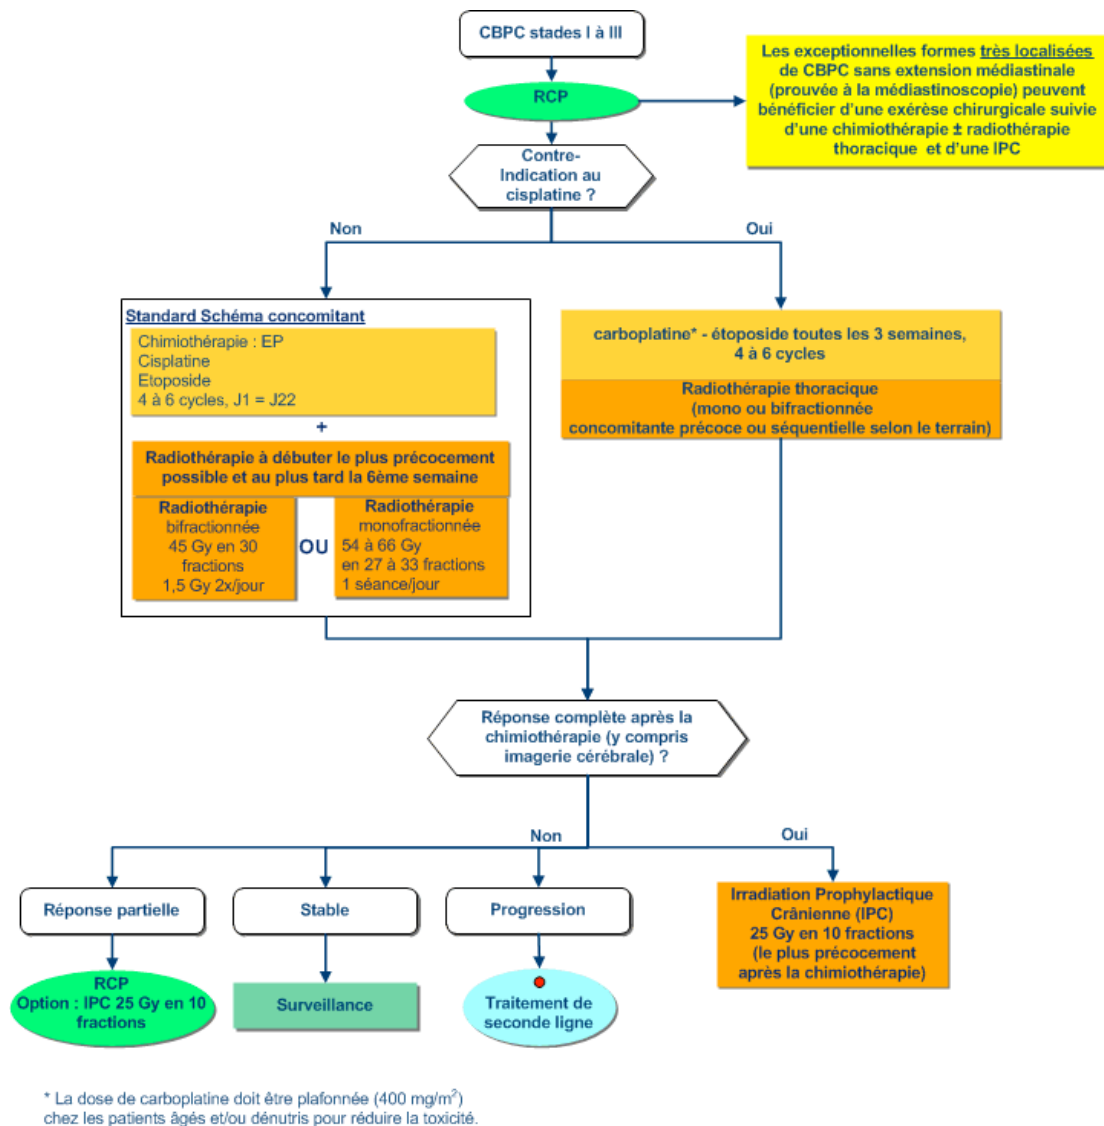 CBPC stades I à III
RCP
Les exceptionnelles formes très localisées
de CBPC sans extension médiastinale
(prouvée à la médiastinoscopie) peuvent
bénéficier d'une exérèse chirurgicale suivie
d'une chimiothérapie ± radiothérapie
thoracique et d'une IPC
Contre-
Indication au
cisplatine ?
Non
Oui
Standard Schéma concomitant
Chimiothérapie : EP
Cisplatine
Etoposide
4 à 6 cycles, J1 = J22
+
Radiothérapie à débuter le plus précocement
possible et au plus tard la 6ème semaine
Radiothérapie
bifractionnée
45 Gy en 30
fractions
1,5 Gy 2x/jour
OU
Radiothérapie
monofractionnée
54 à 66 Gy
en 27 à 33 fractions
1 séance/jour
carboplatine* - étoposide toutes les 3 semaines,
4 à 6 cycles
Radiothérapie thoracique
(mono ou bifractionnée
concomitante précoce ou séquentielle selon le terrain)
Réponse complète après la
chimiothérapie (y compris
imagerie cérébrale) ?
Non
Oui
Réponse partielle
Stable
Progression
Irradiation Prophylactique
Crânienne (IPC)
25 Gy en 10 fractions
(le plus précocement
après la chimiothérapie)
RCP
Option : IPC 25 Gy en 10
fractions
Surveillance
Traitement de
seconde ligne
* La dose de carboplatine doit être plafonnée (400 mg/m²)
chez les patients âgés et/ou dénutris pour réduire la toxicité.